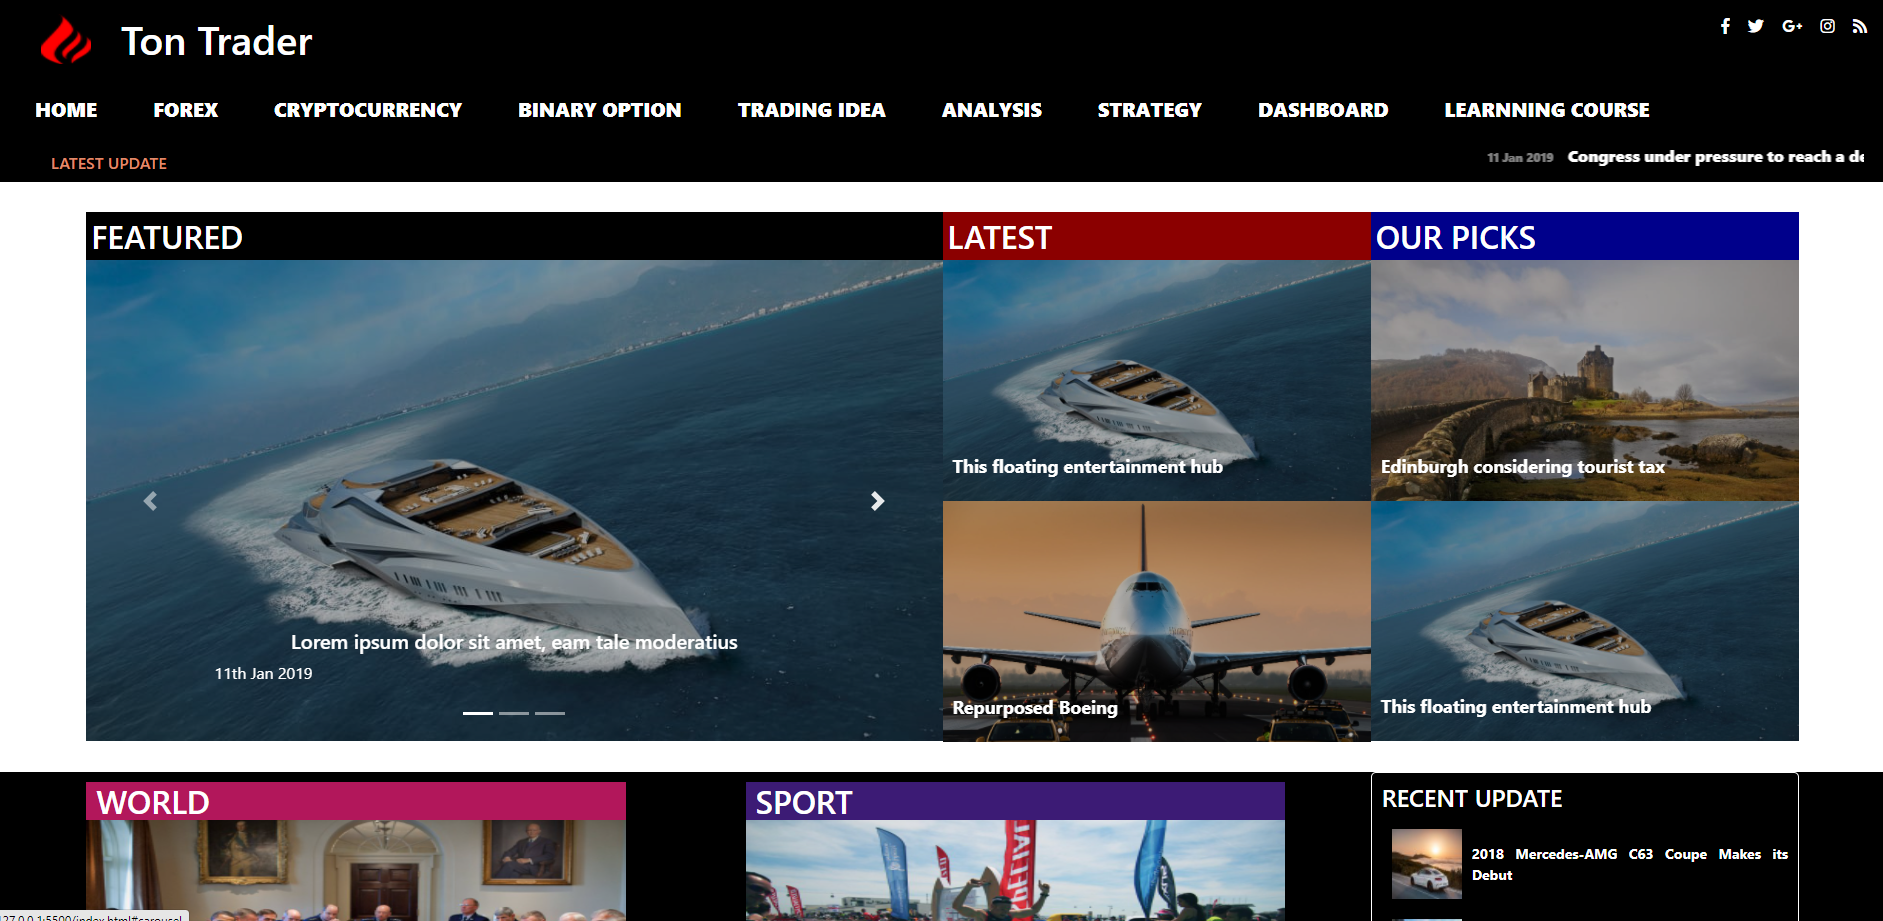 Ton Trader
HOME FOREX CRYPTOCURRENCY BINARY OPTION TRADING IDEA ANALYSIS STRATEGY DASHBOARD LEARNNING COURSE
LATEST UPDATE
11 Jan 2019 Congress under pressure to reach a de
FEATURED
Lorem ipsum dolor sit amet, eam tale moderatius
11th Jan 2019
LATEST
This floating entertainment hub
Repurposed Boeing
OUR PICKS
Edinburgh considering tourist tax
This floating entertainment hub
WORLD
SPORT
RECENT UPDATE
2018 Mercedes-AMG C63 Coupe Makes its
Debut
127.0.0.1:5500/index.html#carousel